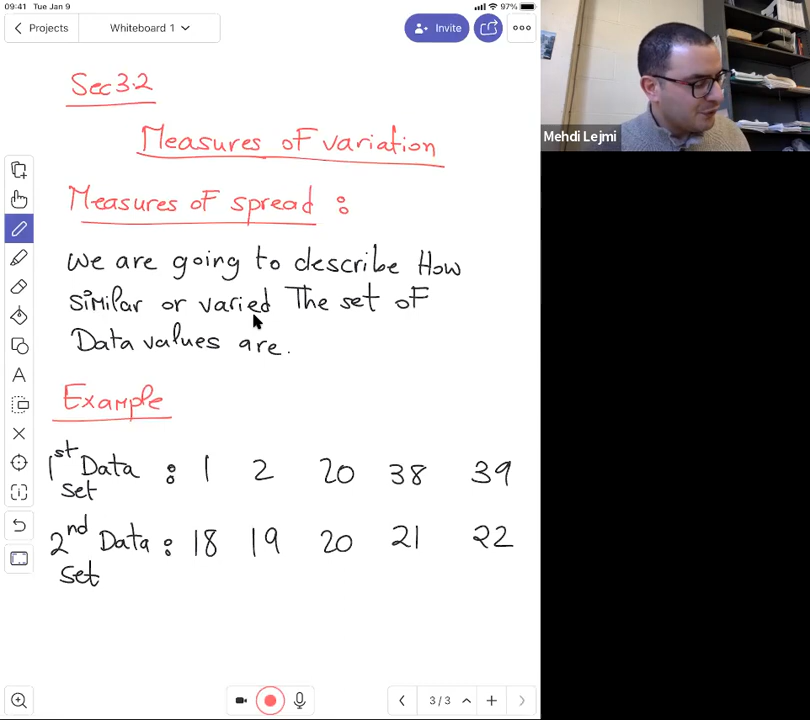 09:41 Tue Jan 9
97%
Projects
Whiteboard 1
Invite
Sec 3.2
Measures of variation
Measures of spread :
We are going to describe How
similar or varied The set of
Data values are.
Example
1st Data set : 1 2 20 38 39
2nd Data set : 18 19 20 21 22
A
3/3
Mehdi Lejmi